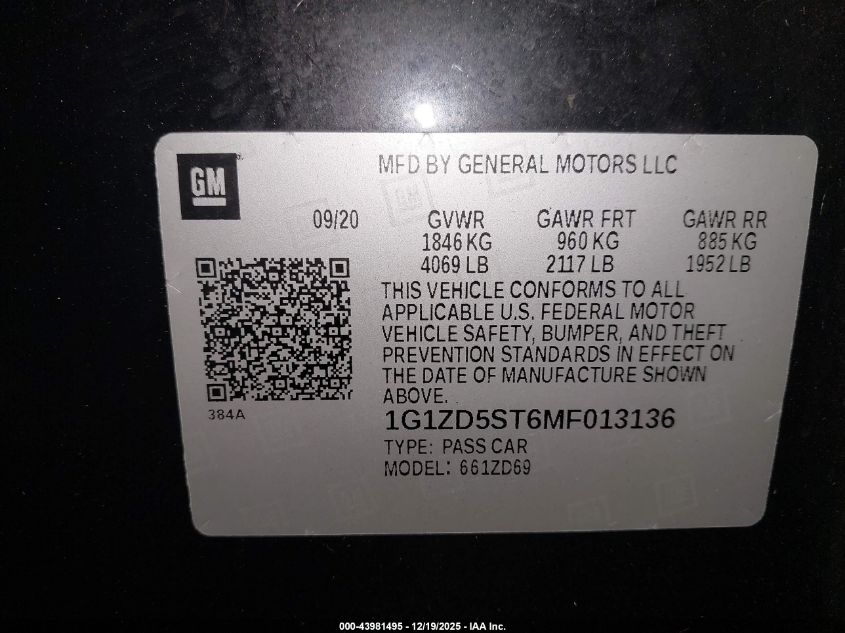 GM
MFD BY GENERAL MOTORS LLC
09/20 GVWR GAWR FRT GAWR RR
1846 KG 960 KG 885 KG
4069 LB 2117 LB 1952 LB
THIS VEHICLE CONFORMS TO ALL
APPLICABLE U.S. FEDERAL MOTOR
VEHICLE SAFETY, BUMPER, AND THEFT
PREVENTION STANDARDS IN EFFECT ON
THE DATE OF MANUFACTURE SHOWN
ABOVE.
384A
1G1ZD5ST6MF013136
TYPE: PASS CAR
MODEL: 661ZD69
000-43981495 - 12/19/2025 - IAA Inc.